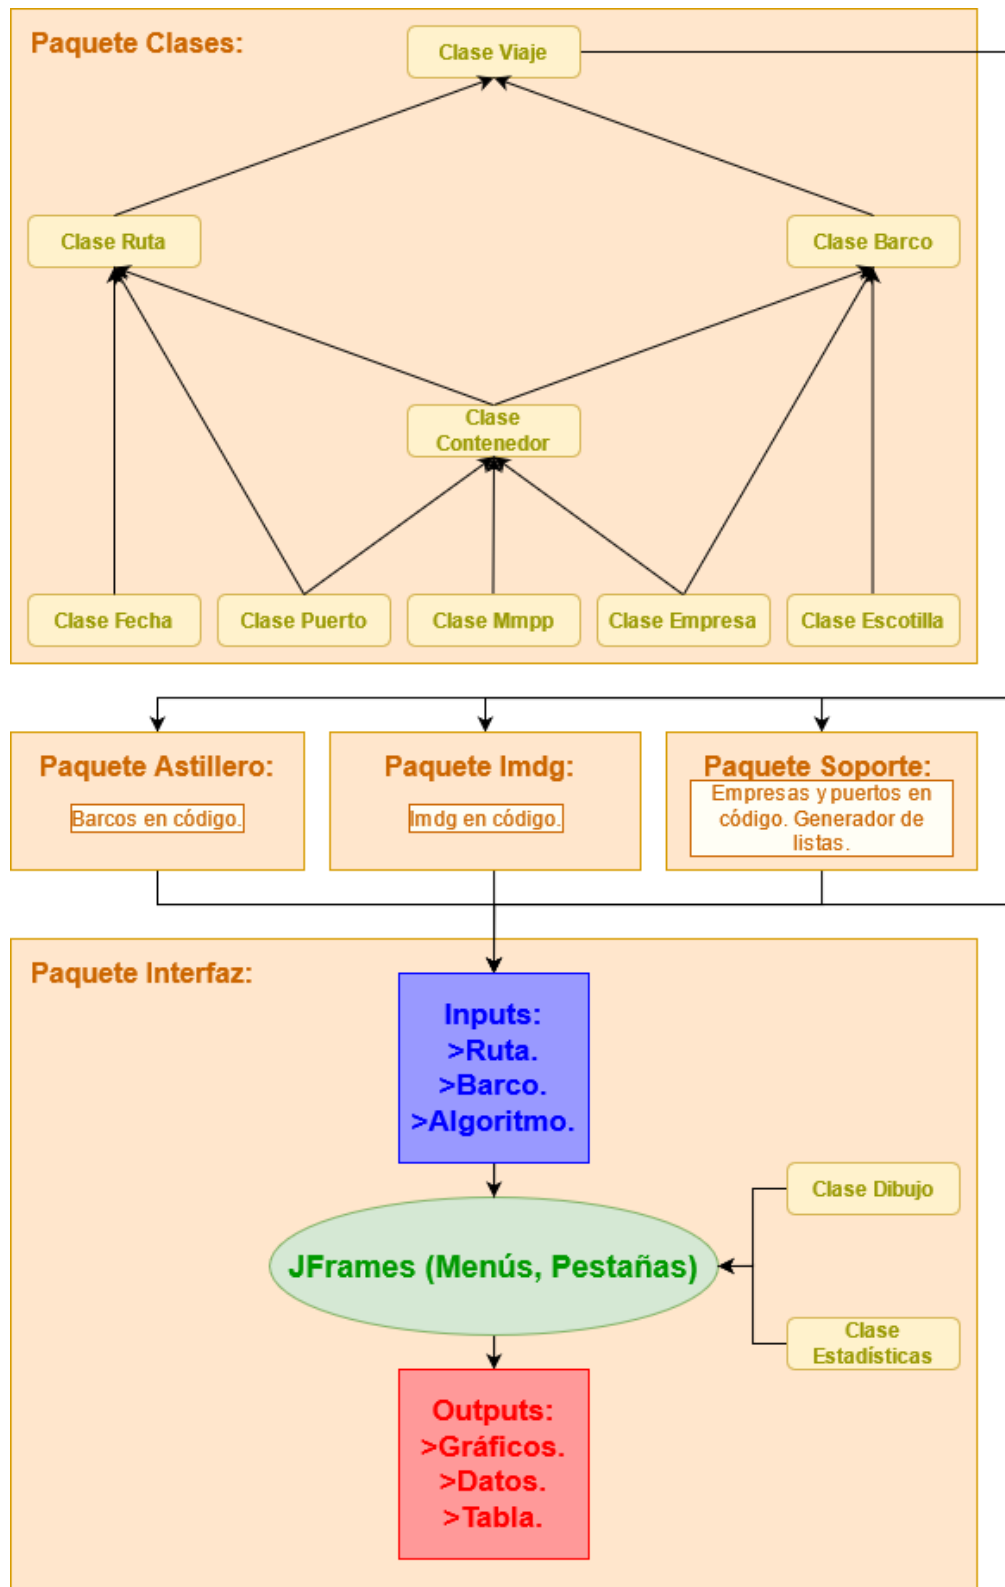 Paquete Clases:
Clase Viaje
Clase Ruta
Clase Barco
Clase
Contenedor
Clase Fecha
Clase Puerto
Clase Mmpp
Clase Empresa
Clase Escotilla
Paquete Astillero:
Barcos en código.
Paquete Imdg:
Imdg en código.
Paquete Soporte:
Empresas y puertos en
código. Generador de
listas.
Paquete Interfaz:
Inputs:
>Ruta.
>Barco.
>Algoritmo.
Clase Dibujo
JFrames (Menús, Pestañas)
Clase
Estadísticas
Outputs:
>Gráficos.
>Datos.
>Tabla.